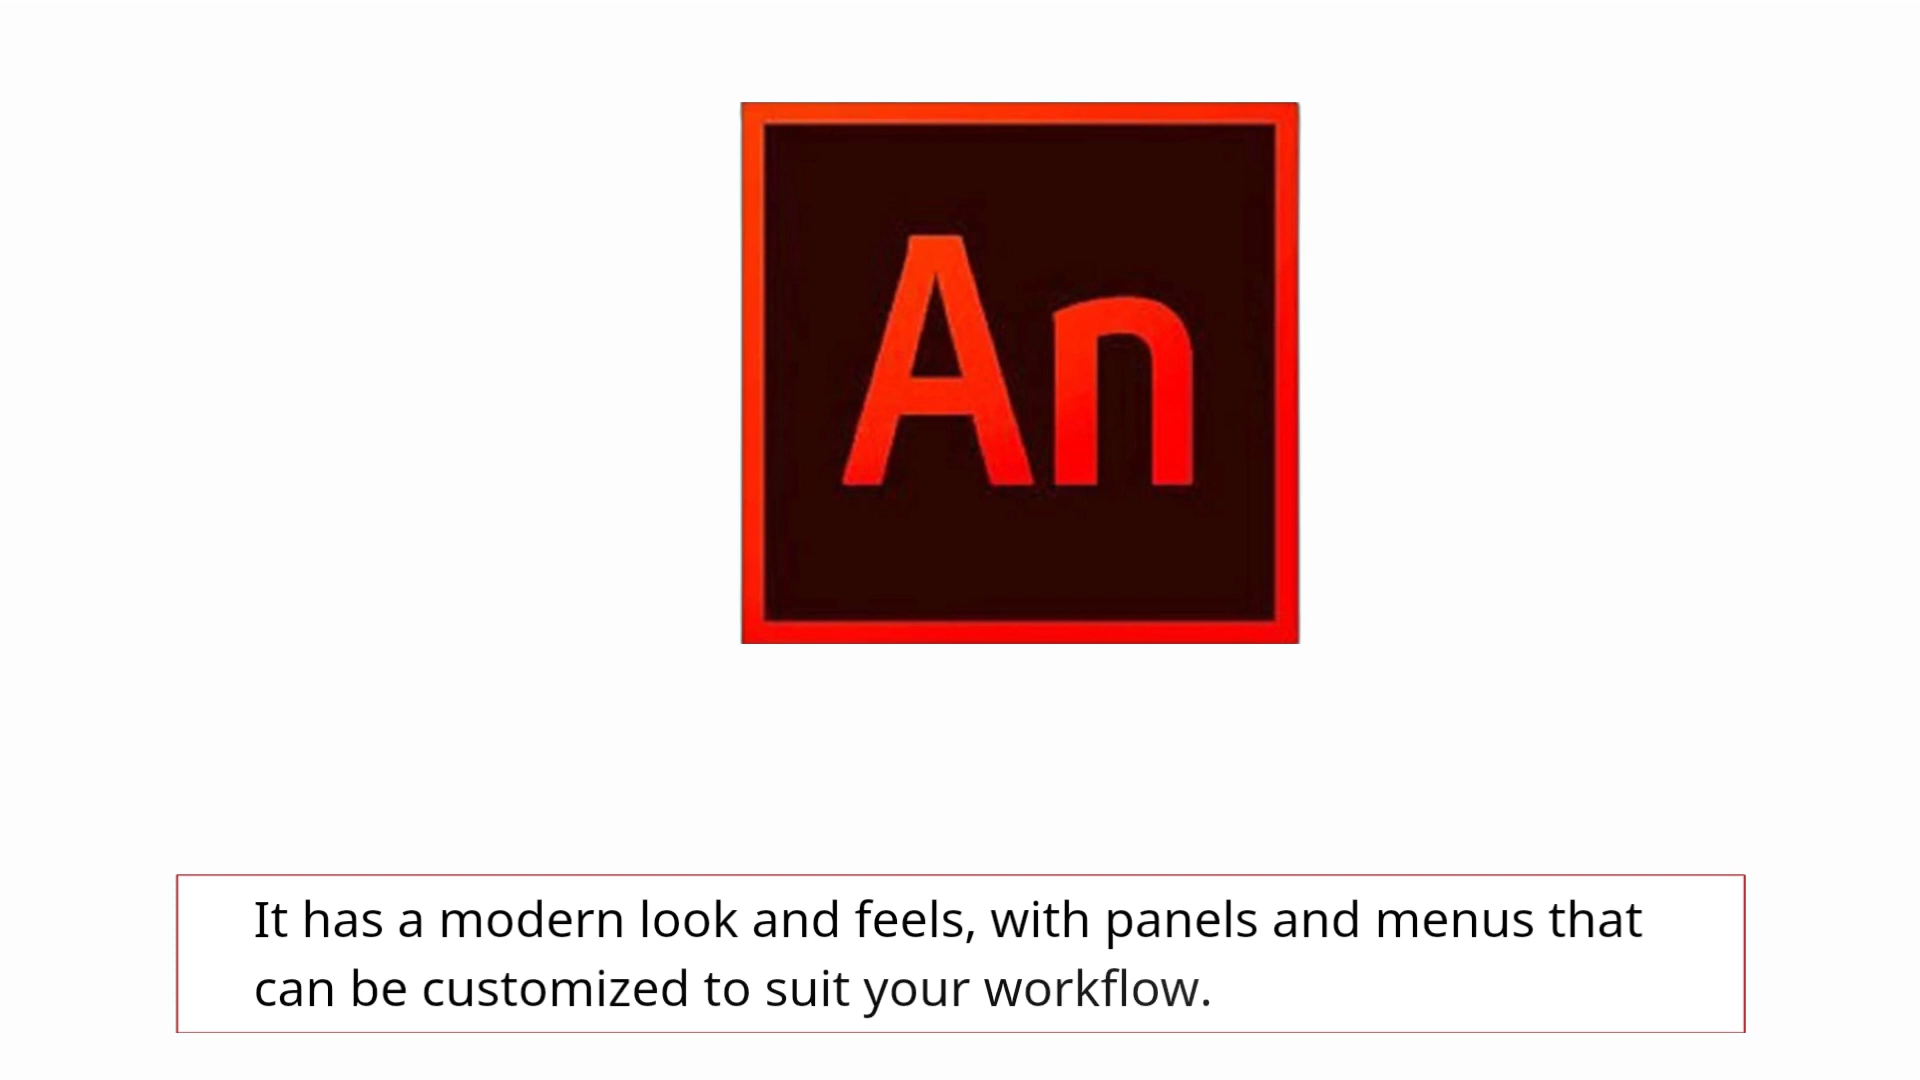 An
It has a modern look and feels, with panels and menus that
can be customized to suit your workflow.